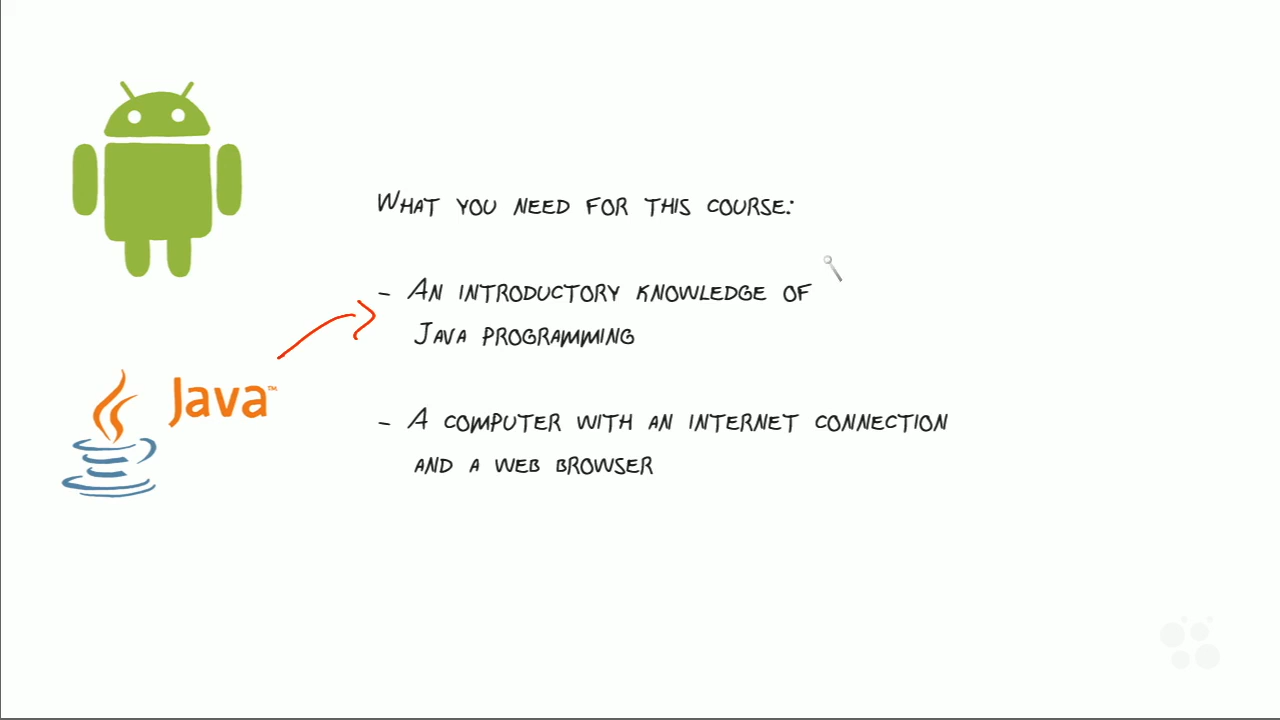 What you need for this course:
- An introductory knowledge of
Java programming
Java™
- A computer with an internet connection
and a web browser